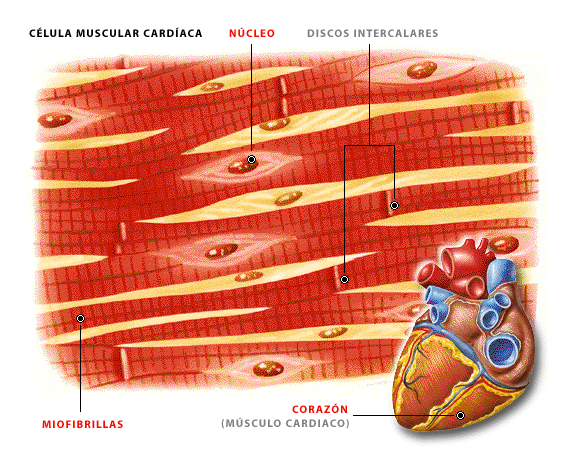 CÉLULA MUSCULAR CARDÍACA
NÚCLEO
DISCOS INTERCALARES
MIOFIBRILLAS
CORAZÓN
(MÚSCULO CARDIACO)